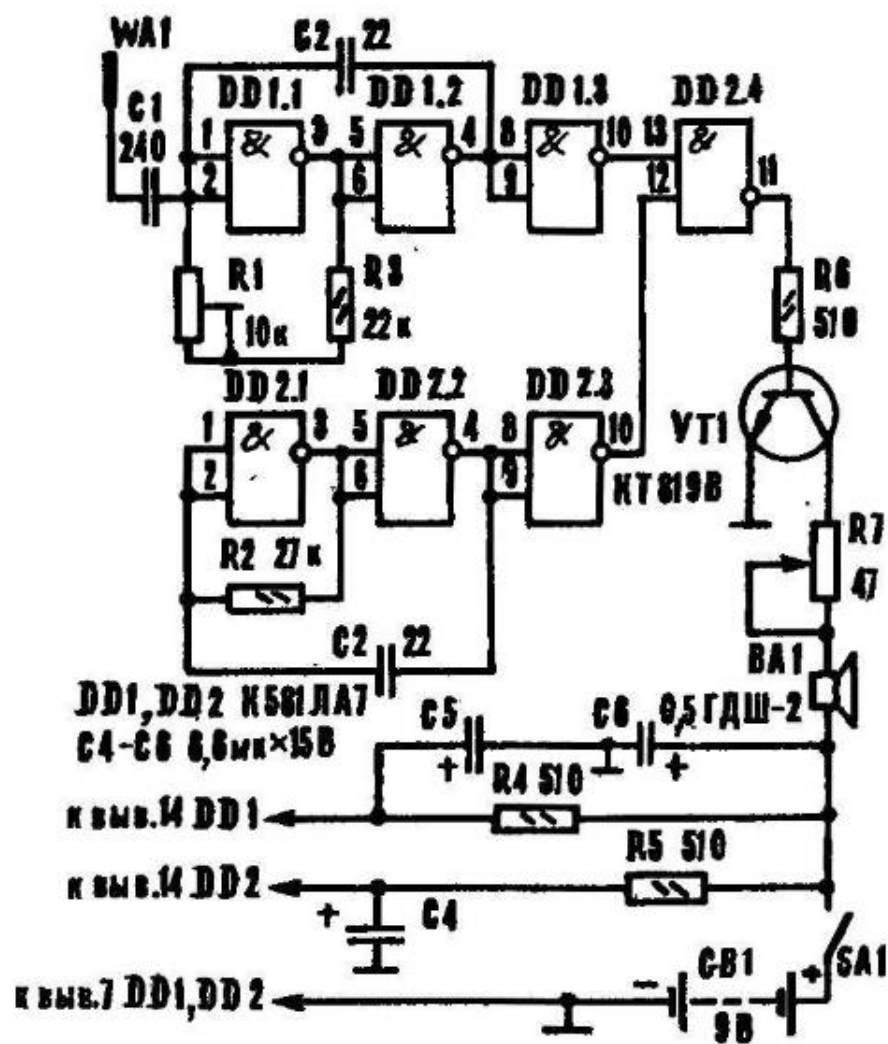 WA1
C2 22
C1
240
DD1.1
DD1.2
DD1.3
DD2.4
1
2
&
3
5
6
&
4
8
9
&
10
13
12
&
11
R1
10к
R3
22к
R6
510
DD2.1
DD2.2
DD2.3
1
2
&
3
5
6
&
4
8
9
&
10
VT1
КТ819В
R2 27к
R7
47
C2 22
BA1
0,5 ГДШ-2
DD1, DD2 К561ЛА7
C4-C6 6,8мк×15В
C5
C6
+
+
R4 510
к выв.14 DD1
R5 510
к выв.14 DD2
+
C4
SA1
GB1
- +
9В
к выв.7 DD1, DD2